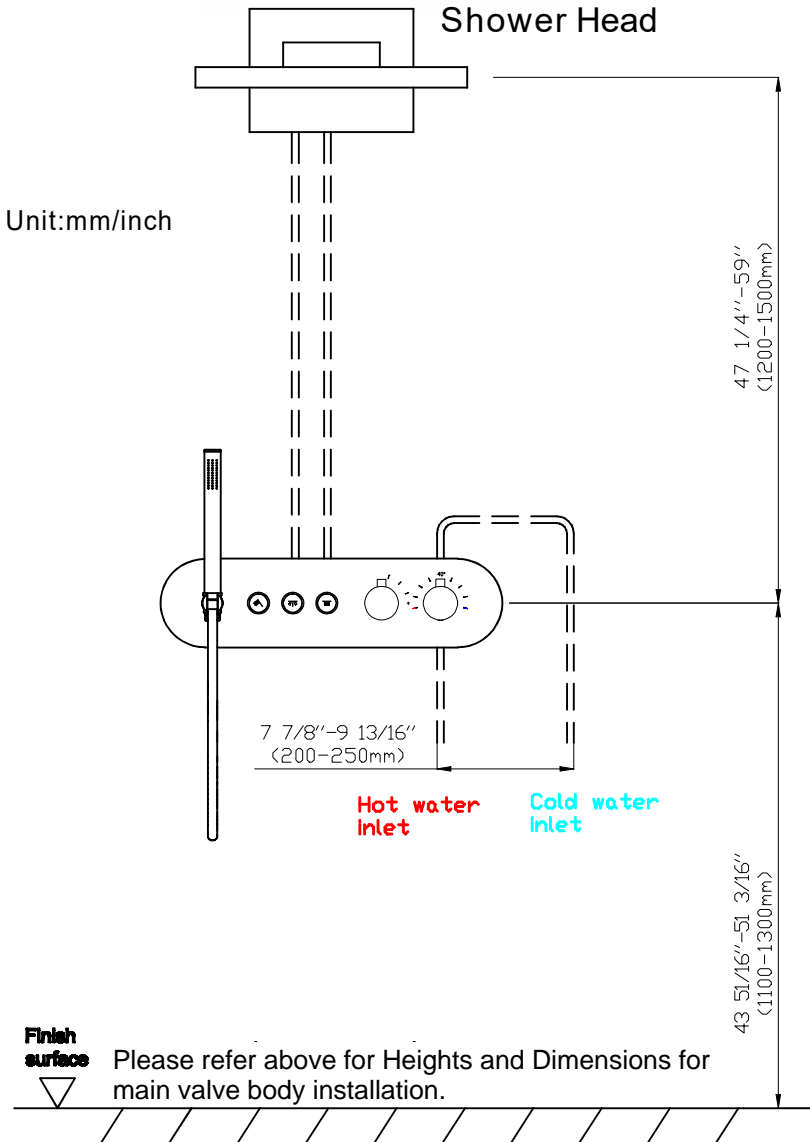 Shower Head
Unit:mm/inch
47 1/4''-59''
(1200-1500mm)
40°
7 7/8''-9 13/16''
(200-250mm)
Hot water
inlet
Cold water
inlet
43 51/16''-51 3/16''
(1100-1300mm)
Finish
surface
Please refer above for Heights and Dimensions for
main valve body installation.